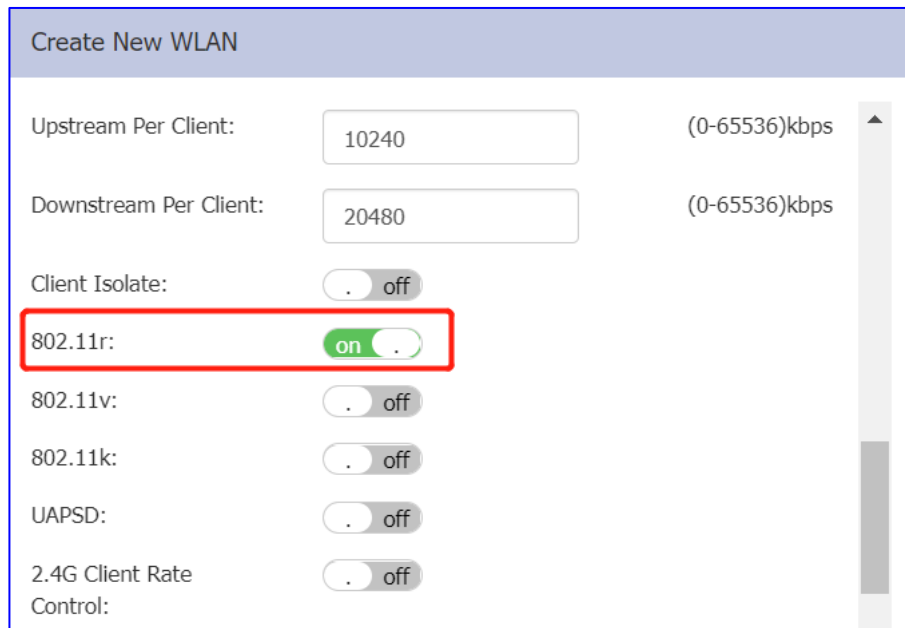 Create New WLAN
Upstream Per Client: 10240 (0-65536)kbps
Downstream Per Client: 20480 (0-65536)kbps
Client Isolate: . off
802.11r: on .
802.11v: . off
802.11k: . off
UAPSD: . off
2.4G Client Rate . off
Control: